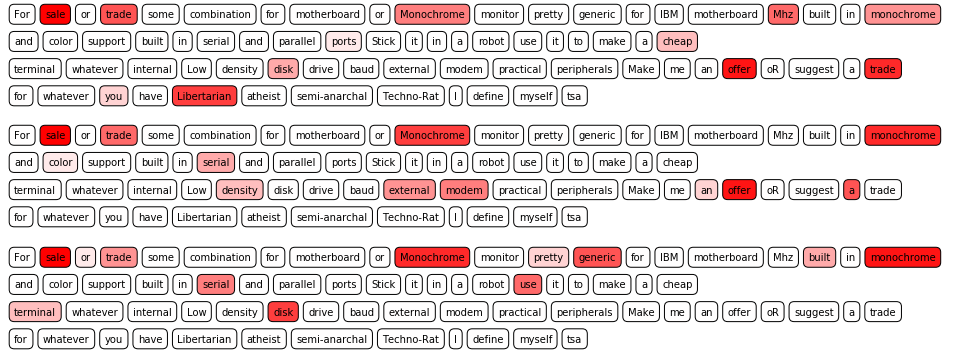 For sale or trade some combination for motherboard or Monochrome monitor pretty generic for IBM motherboard Mhz built in monochrome
and color support built in serial and parallel ports Stick it in a robot use it to make a cheap
terminal whatever internal Low density disk drive baud external modem practical peripherals Make me an offer oR suggest a trade
for whatever you have Libertarian atheist semi-anarchal Techno-Rat I define myself tsa
For sale or trade some combination for motherboard or Monochrome monitor pretty generic for IBM motherboard Mhz built in monochrome
and color support built in serial and parallel ports Stick it in a robot use it to make a cheap
terminal whatever internal Low density disk drive baud external modem practical peripherals Make me an offer oR suggest a trade
for whatever you have Libertarian atheist semi-anarchal Techno-Rat I define myself tsa
For sale or trade some combination for motherboard or Monochrome monitor pretty generic for IBM motherboard Mhz built in monochrome
and color support built in serial and parallel ports Stick it in a robot use it to make a cheap
terminal whatever internal Low density disk drive baud external modem practical peripherals Make me an offer oR suggest a trade
for whatever you have Libertarian atheist semi-anarchal Techno-Rat I define myself tsa